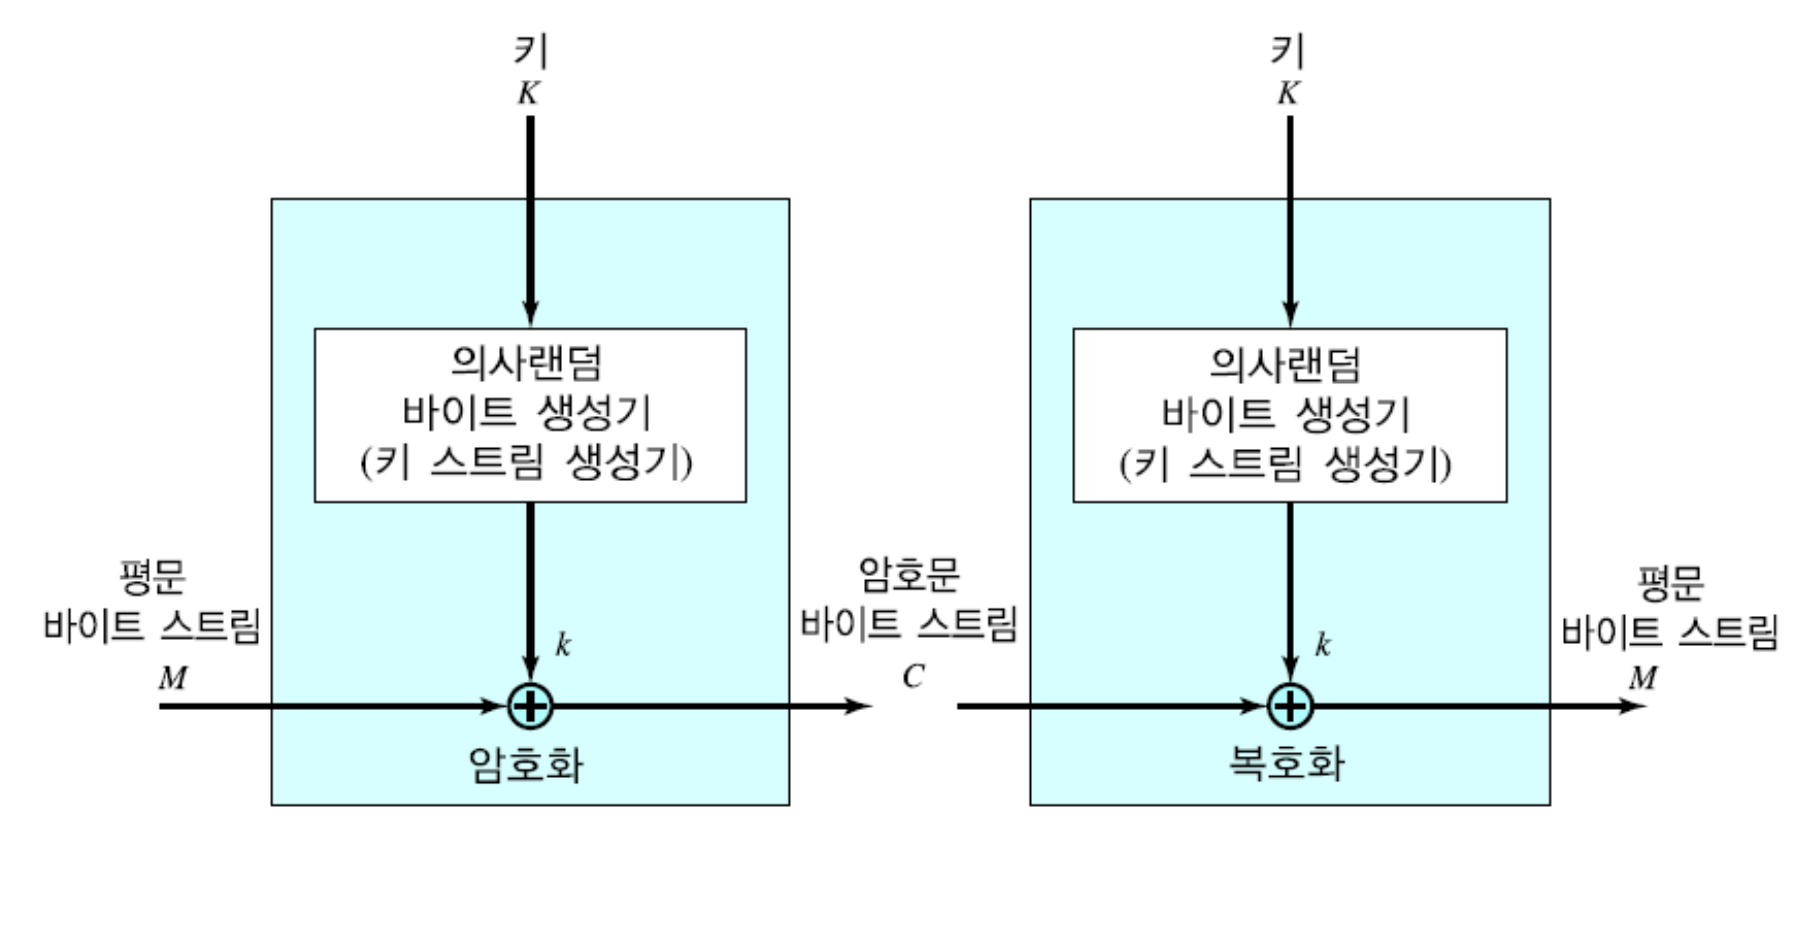 키
K
의사랜덤
바이트 생성기
(키 스트림 생성기)
평문
바이트 스트림
M
k
암호화
암호문
바이트 스트림
C
키
K
의사랜덤
바이트 생성기
(키 스트림 생성기)
k
복호화
평문
바이트 스트림
M